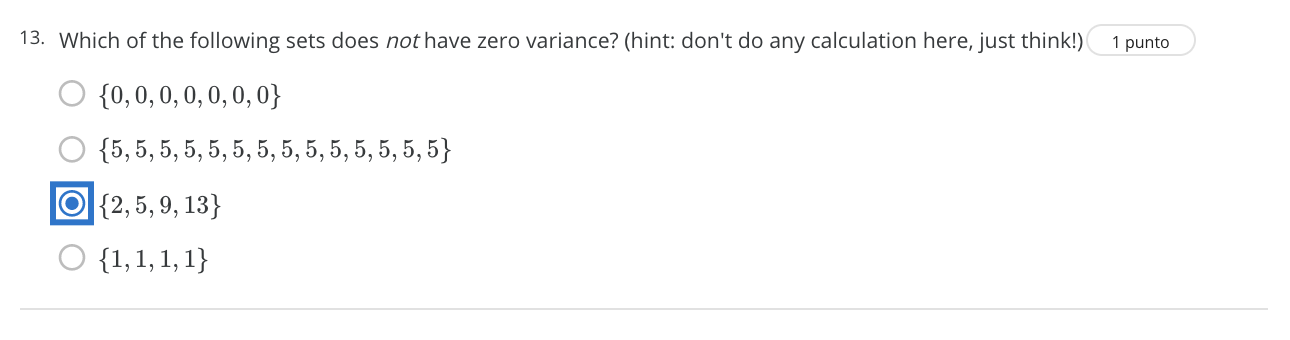 13. Which of the following sets does not have zero variance? (hint: don't do any calculation here, just think!) 1 punto
{0, 0, 0, 0, 0, 0, 0}
{5, 5, 5, 5, 5, 5, 5, 5, 5, 5, 5, 5, 5, 5}
{2, 5, 9, 13}
{1, 1, 1, 1}